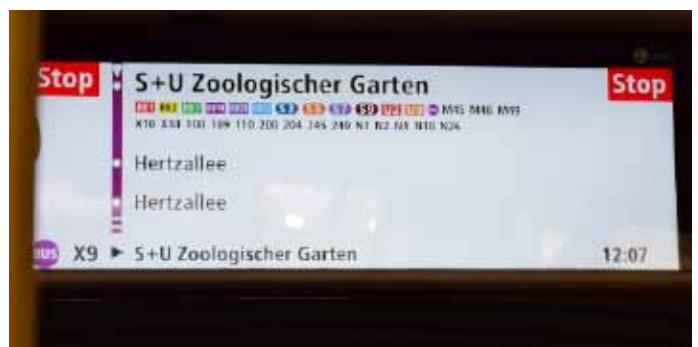 Stop S+U Zoologischer Garten Stop
RE1 RE2 RE7 S3 S5 S7 S9 U2 U9 M45 M46 M49
X10 X34 100 109 110 200 204 245 249 N1 N2 N9 N10 N26
Hertzallee
Hertzallee
BUS X9 ► S+U Zoologischer Garten 12:07